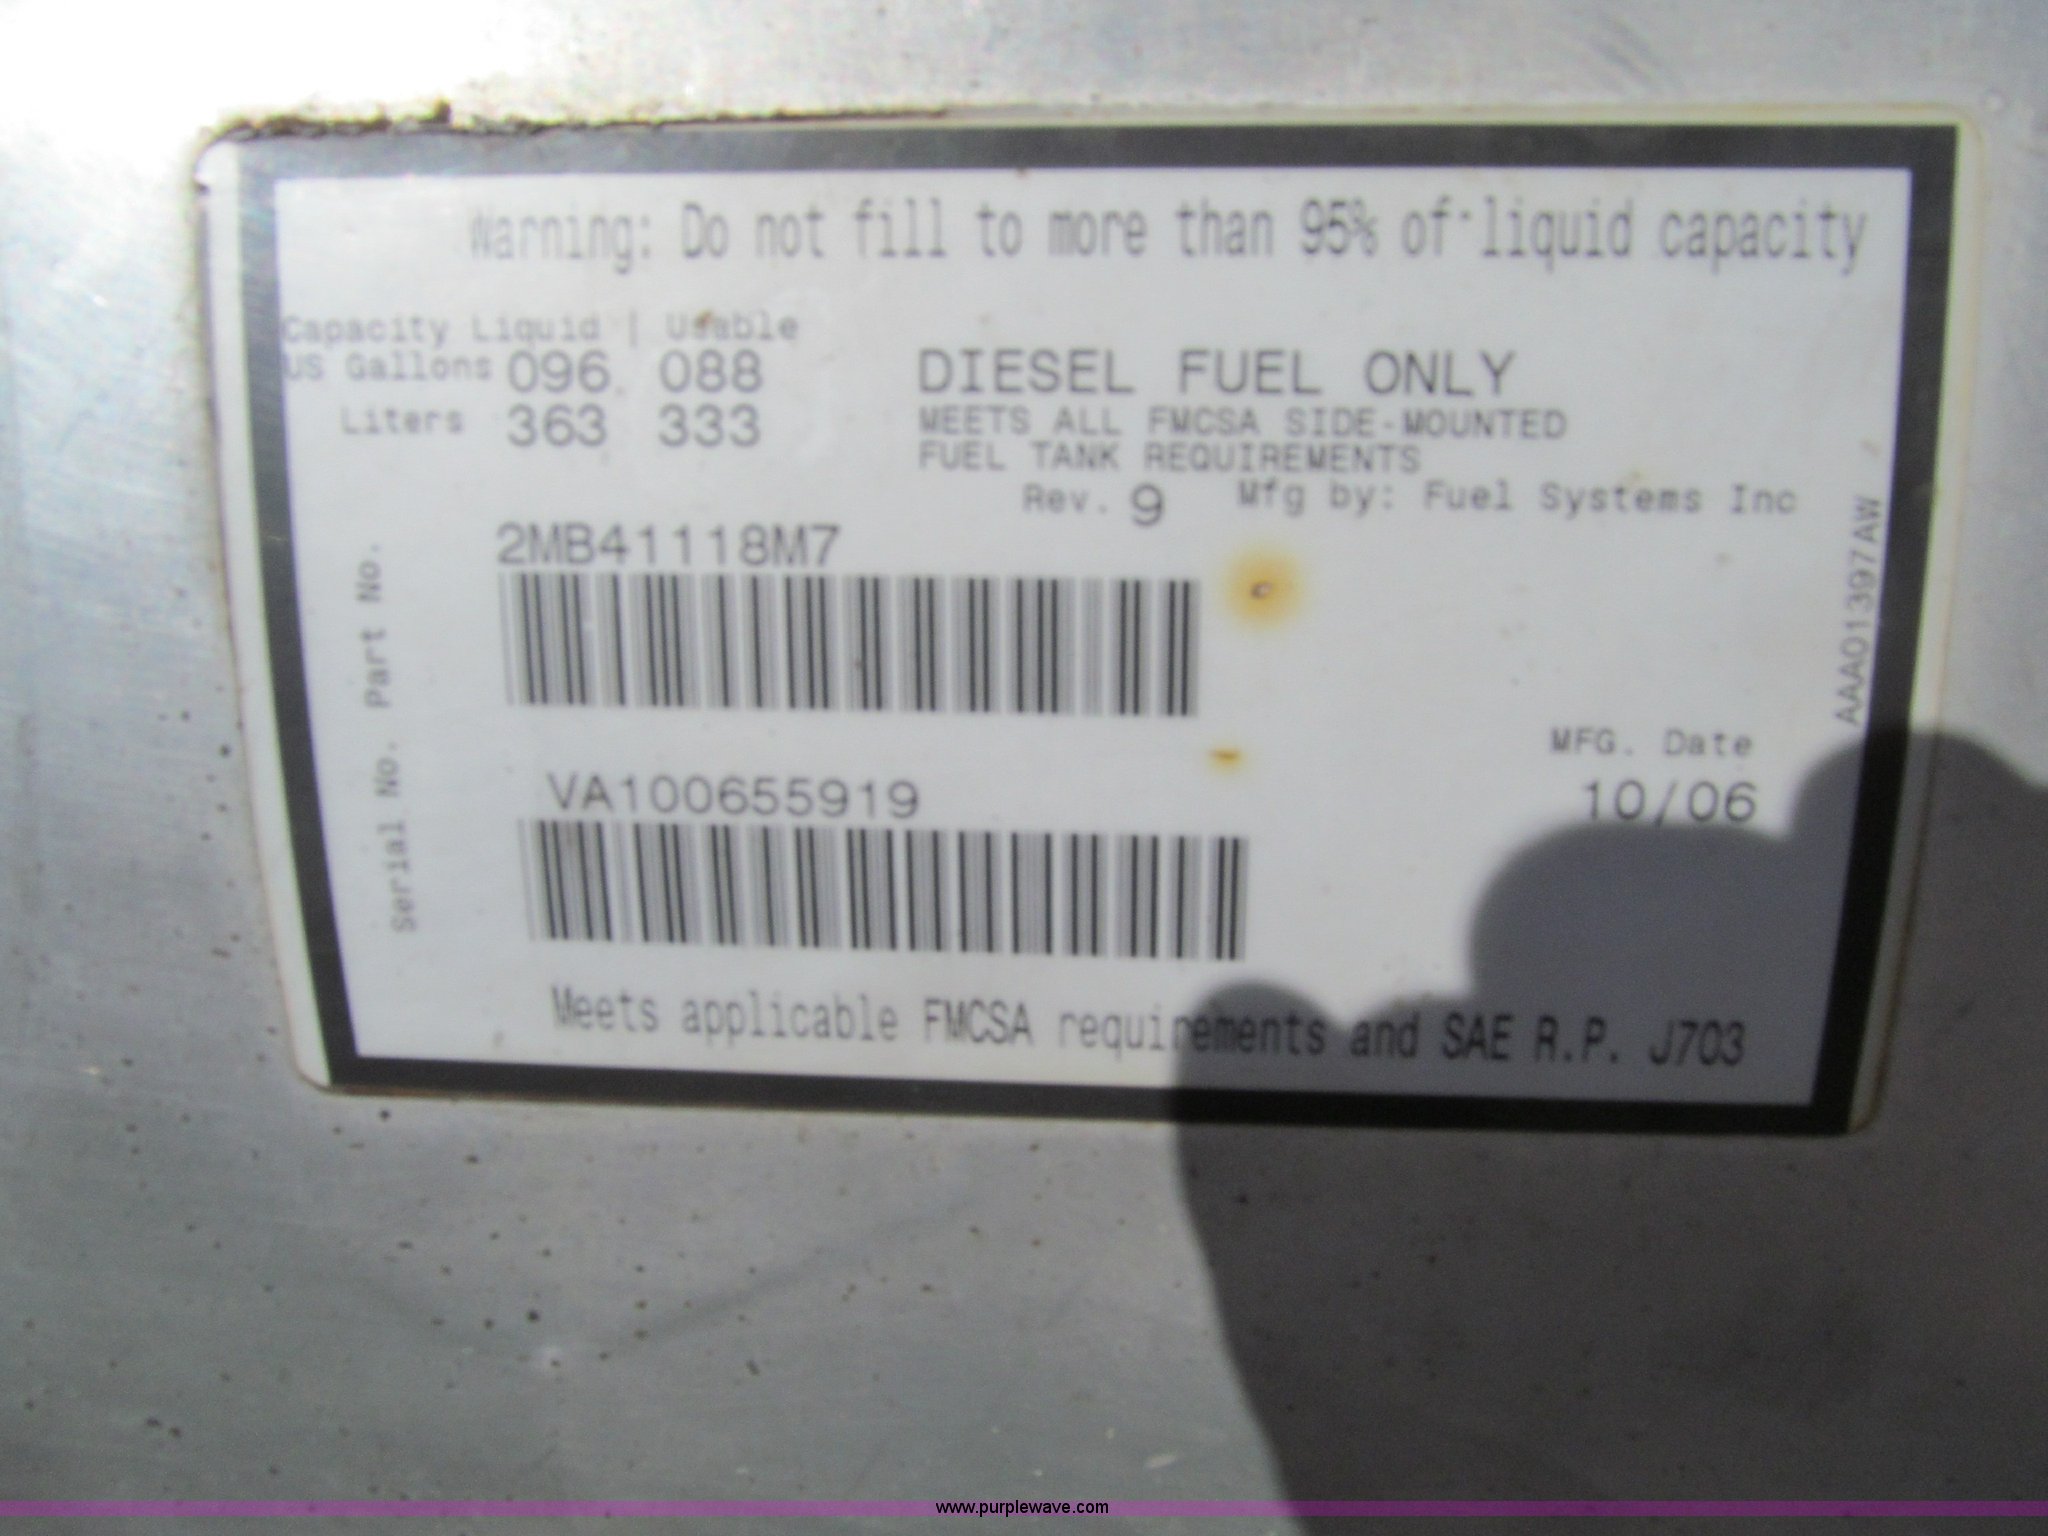 Warning: Do not fill to more than 95% of liquid capacity
Capacity Liquid | Usable
US Gallons 096 088
Liters 363 333
DIESEL FUEL ONLY
MEETS ALL FMCSA SIDE-MOUNTED
FUEL TANK REQUIREMENTS
Rev. 9 Mfg by: Fuel Systems Inc
AAA01397AW
Part No.
2MB41118M7
MFG. Date
10/06
Serial No.
VA100655919
Meets applicable FMCSA requirements and SAE R.P. J703
www.purplewave.com